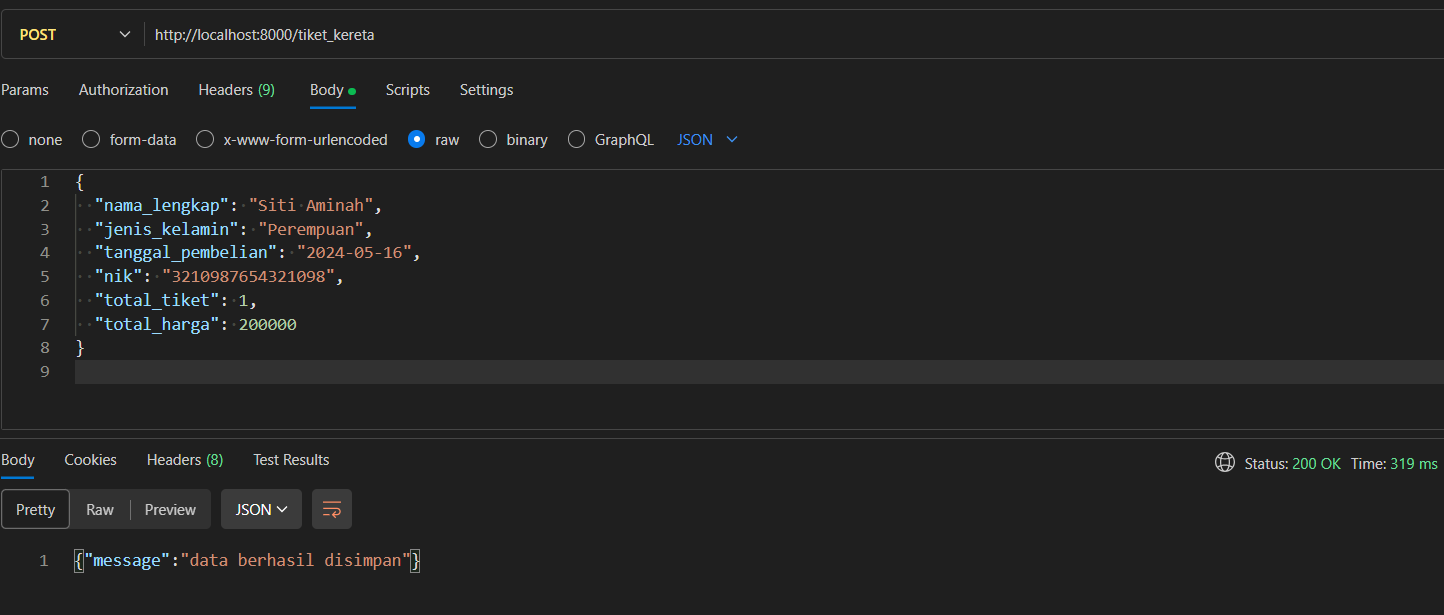 POST http://localhost:8000/tiket_kereta
Params Authorization Headers (9) Body Scripts Settings
none form-data x-www-form-urlencoded raw binary GraphQL JSON
1 {
2 "nama_lengkap": "Siti Aminah",
3 "jenis_kelamin": "Perempuan",
4 "tanggal_pembelian": "2024-05-16",
5 "nik": "3210987654321098",
6 "total_tiket": 1,
7 "total_harga": 200000
8 }
9
Body Cookies Headers (8) Test Results Status: 200 OK Time: 319 ms
Pretty Raw Preview JSON
1 {"message":"data berhasil disimpan"}